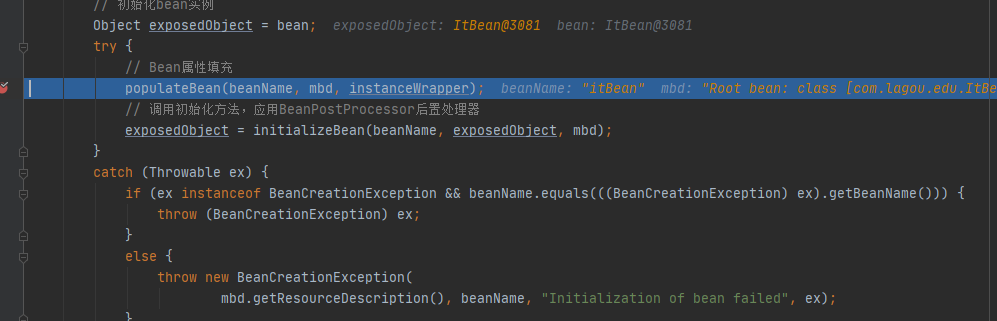 // 初始化bean实例
Object exposedObject = bean; exposedObject: ItBean@3081 bean: ItBean@3081
try {
// Bean属性填充
populateBean(beanName, mbd, instanceWrapper); beanName: "itBean" mbd: "Root bean: class [com.lagou.edu.ItBe
// 调用初始化方法，应用BeanPostProcessor后置处理器
exposedObject = initializeBean(beanName, exposedObject, mbd);
}
catch (Throwable ex) {
if (ex instanceof BeanCreationException && beanName.equals(((BeanCreationException) ex).getBeanName())) {
throw (BeanCreationException) ex;
}
else {
throw new BeanCreationException(
mbd.getResourceDescription(), beanName, "Initialization of bean failed", ex);
}